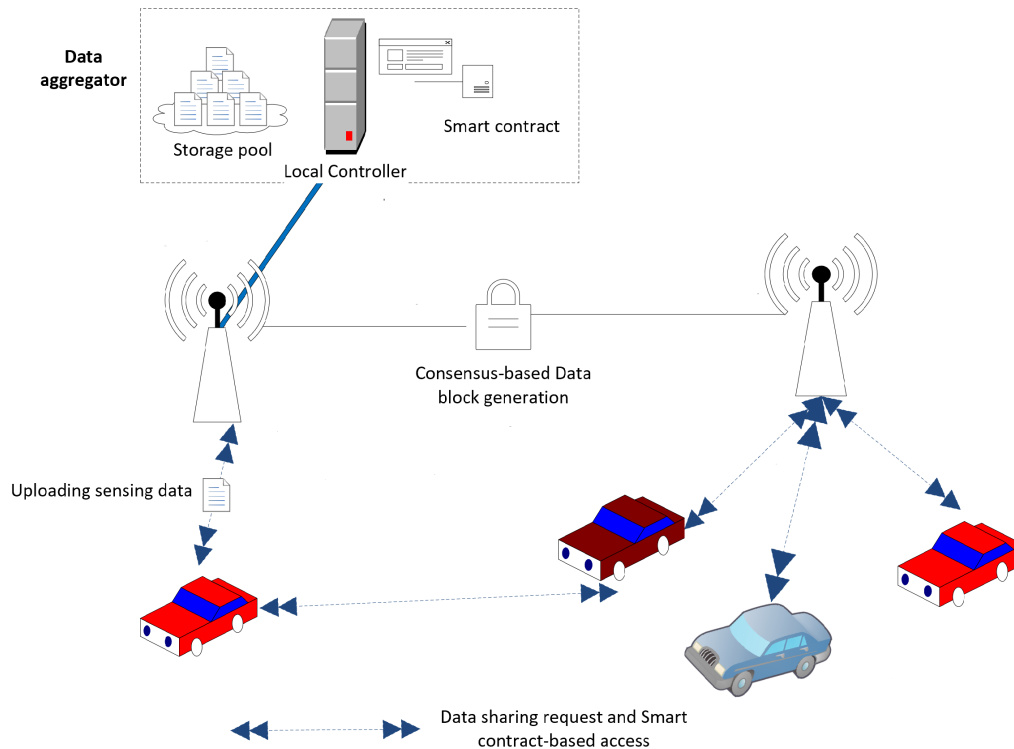 Data
aggregator
Storage pool
Local Controller
Smart contract
Consensus-based Data
block generation
Uploading sensing data
Data sharing request and Smart
contract-based access